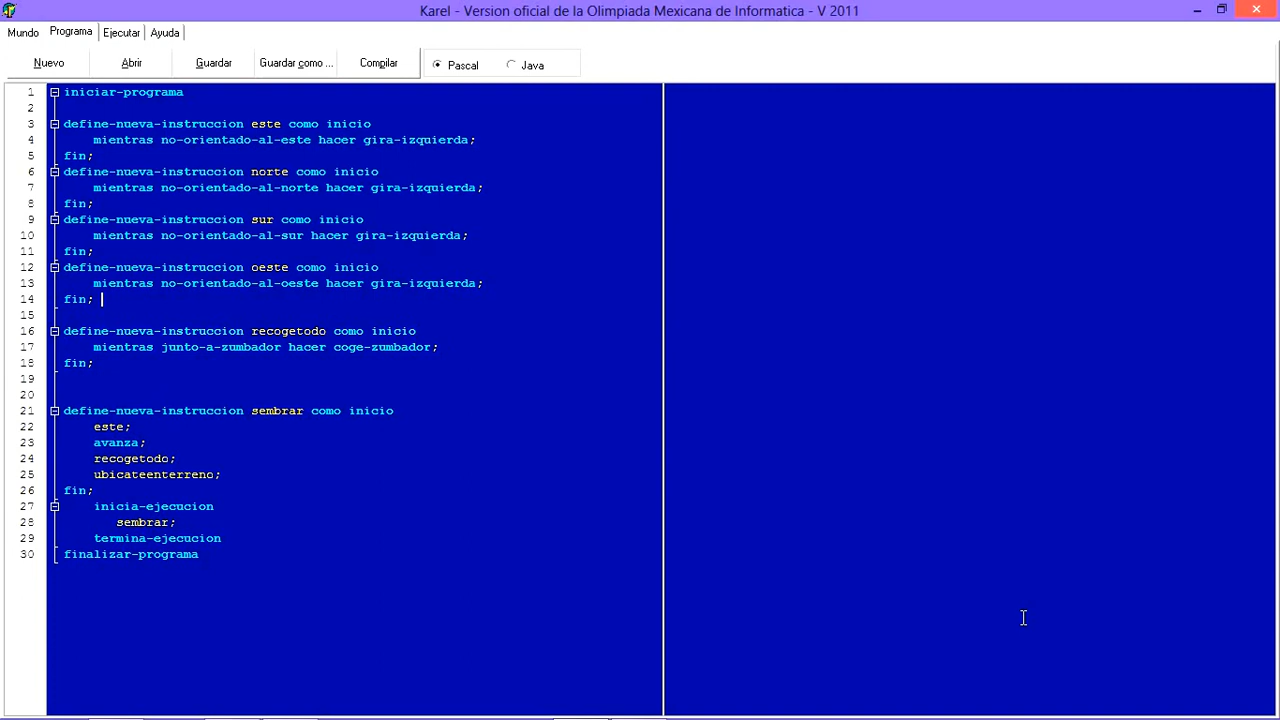 Karel - Version oficial de la Olimpiada Mexicana de Informatica - V 2011
Mundo Programa Ejecutar Ayuda
Nuevo Abrir Guardar Guardar como ... Compilar Pascal Java
1 iniciar-programa
2
3 define-nueva-instruccion este como inicio
4 mientras no-orientado-al-este hacer gira-izquierda;
5 fin;
6 define-nueva-instruccion norte como inicio
7 mientras no-orientado-al-norte hacer gira-izquierda;
8 fin;
9 define-nueva-instruccion sur como inicio
10 mientras no-orientado-al-sur hacer gira-izquierda;
11 fin;
12 define-nueva-instruccion oeste como inicio
13 mientras no-orientado-al-oeste hacer gira-izquierda;
14 fin;
15
16 define-nueva-instruccion recogetodo como inicio
17 mientras junto-a-zumbador hacer coge-zumbador;
18 fin;
19
20
21 define-nueva-instruccion sembrar como inicio
22 este;
23 avanza;
24 recogetodo;
25 ubicateenterreno;
26 fin;
27 inicia-ejecucion
28 sembrar;
29 termina-ejecucion
30 finalizar-programa